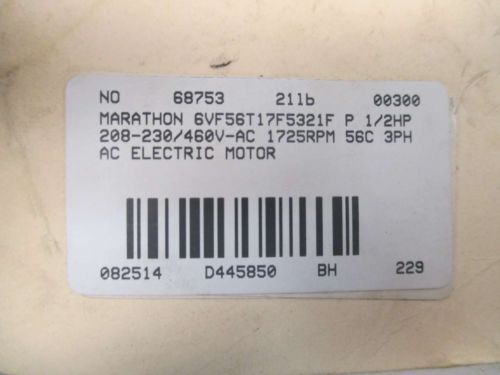 NO 68753 21lb 00300
MARATHON 6VF56T17F5321F P 1/2HP
208-230/460V-AC 1725RPM 56C 3PH
AC ELECTRIC MOTOR
082514 D445850 BH 229